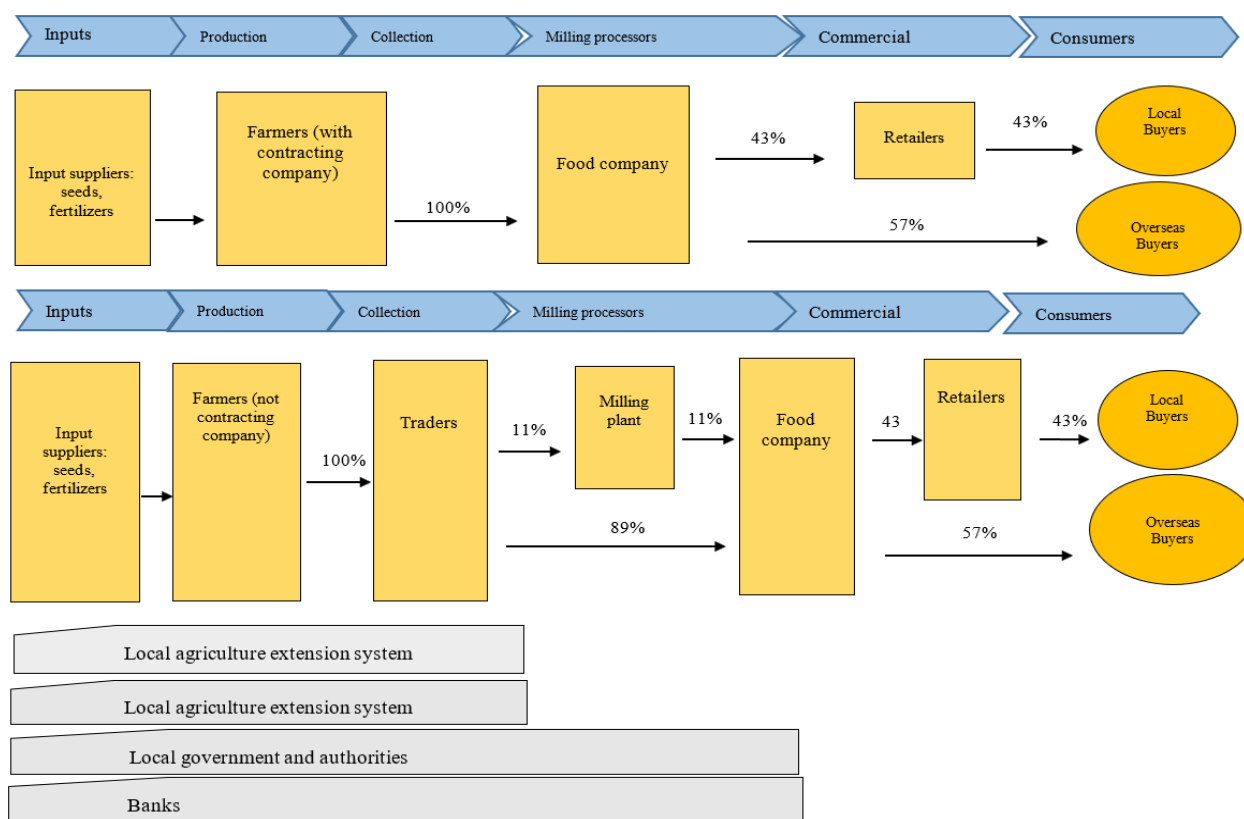 Inputs
Production
Collection
Milling processors
Commercial
Consumers
Input suppliers:
seeds,
fertilizers
Farmers (with
contracting
company)
100%
Food company
43%
Retailers
43%
Local
Buyers
57%
Overseas
Buyers
Inputs
Production
Collection
Milling processors
Commercial
Consumers
Input
suppliers:
seeds,
fertilizers
Farmers (not
contracting
company)
100%
Traders
11%
Milling
plant
11%
89%
Food
company
43
Retailers
43%
Local
Buyers
57%
Overseas
Buyers
Local agriculture extension system
Local agriculture extension system
Local government and authorities
Banks